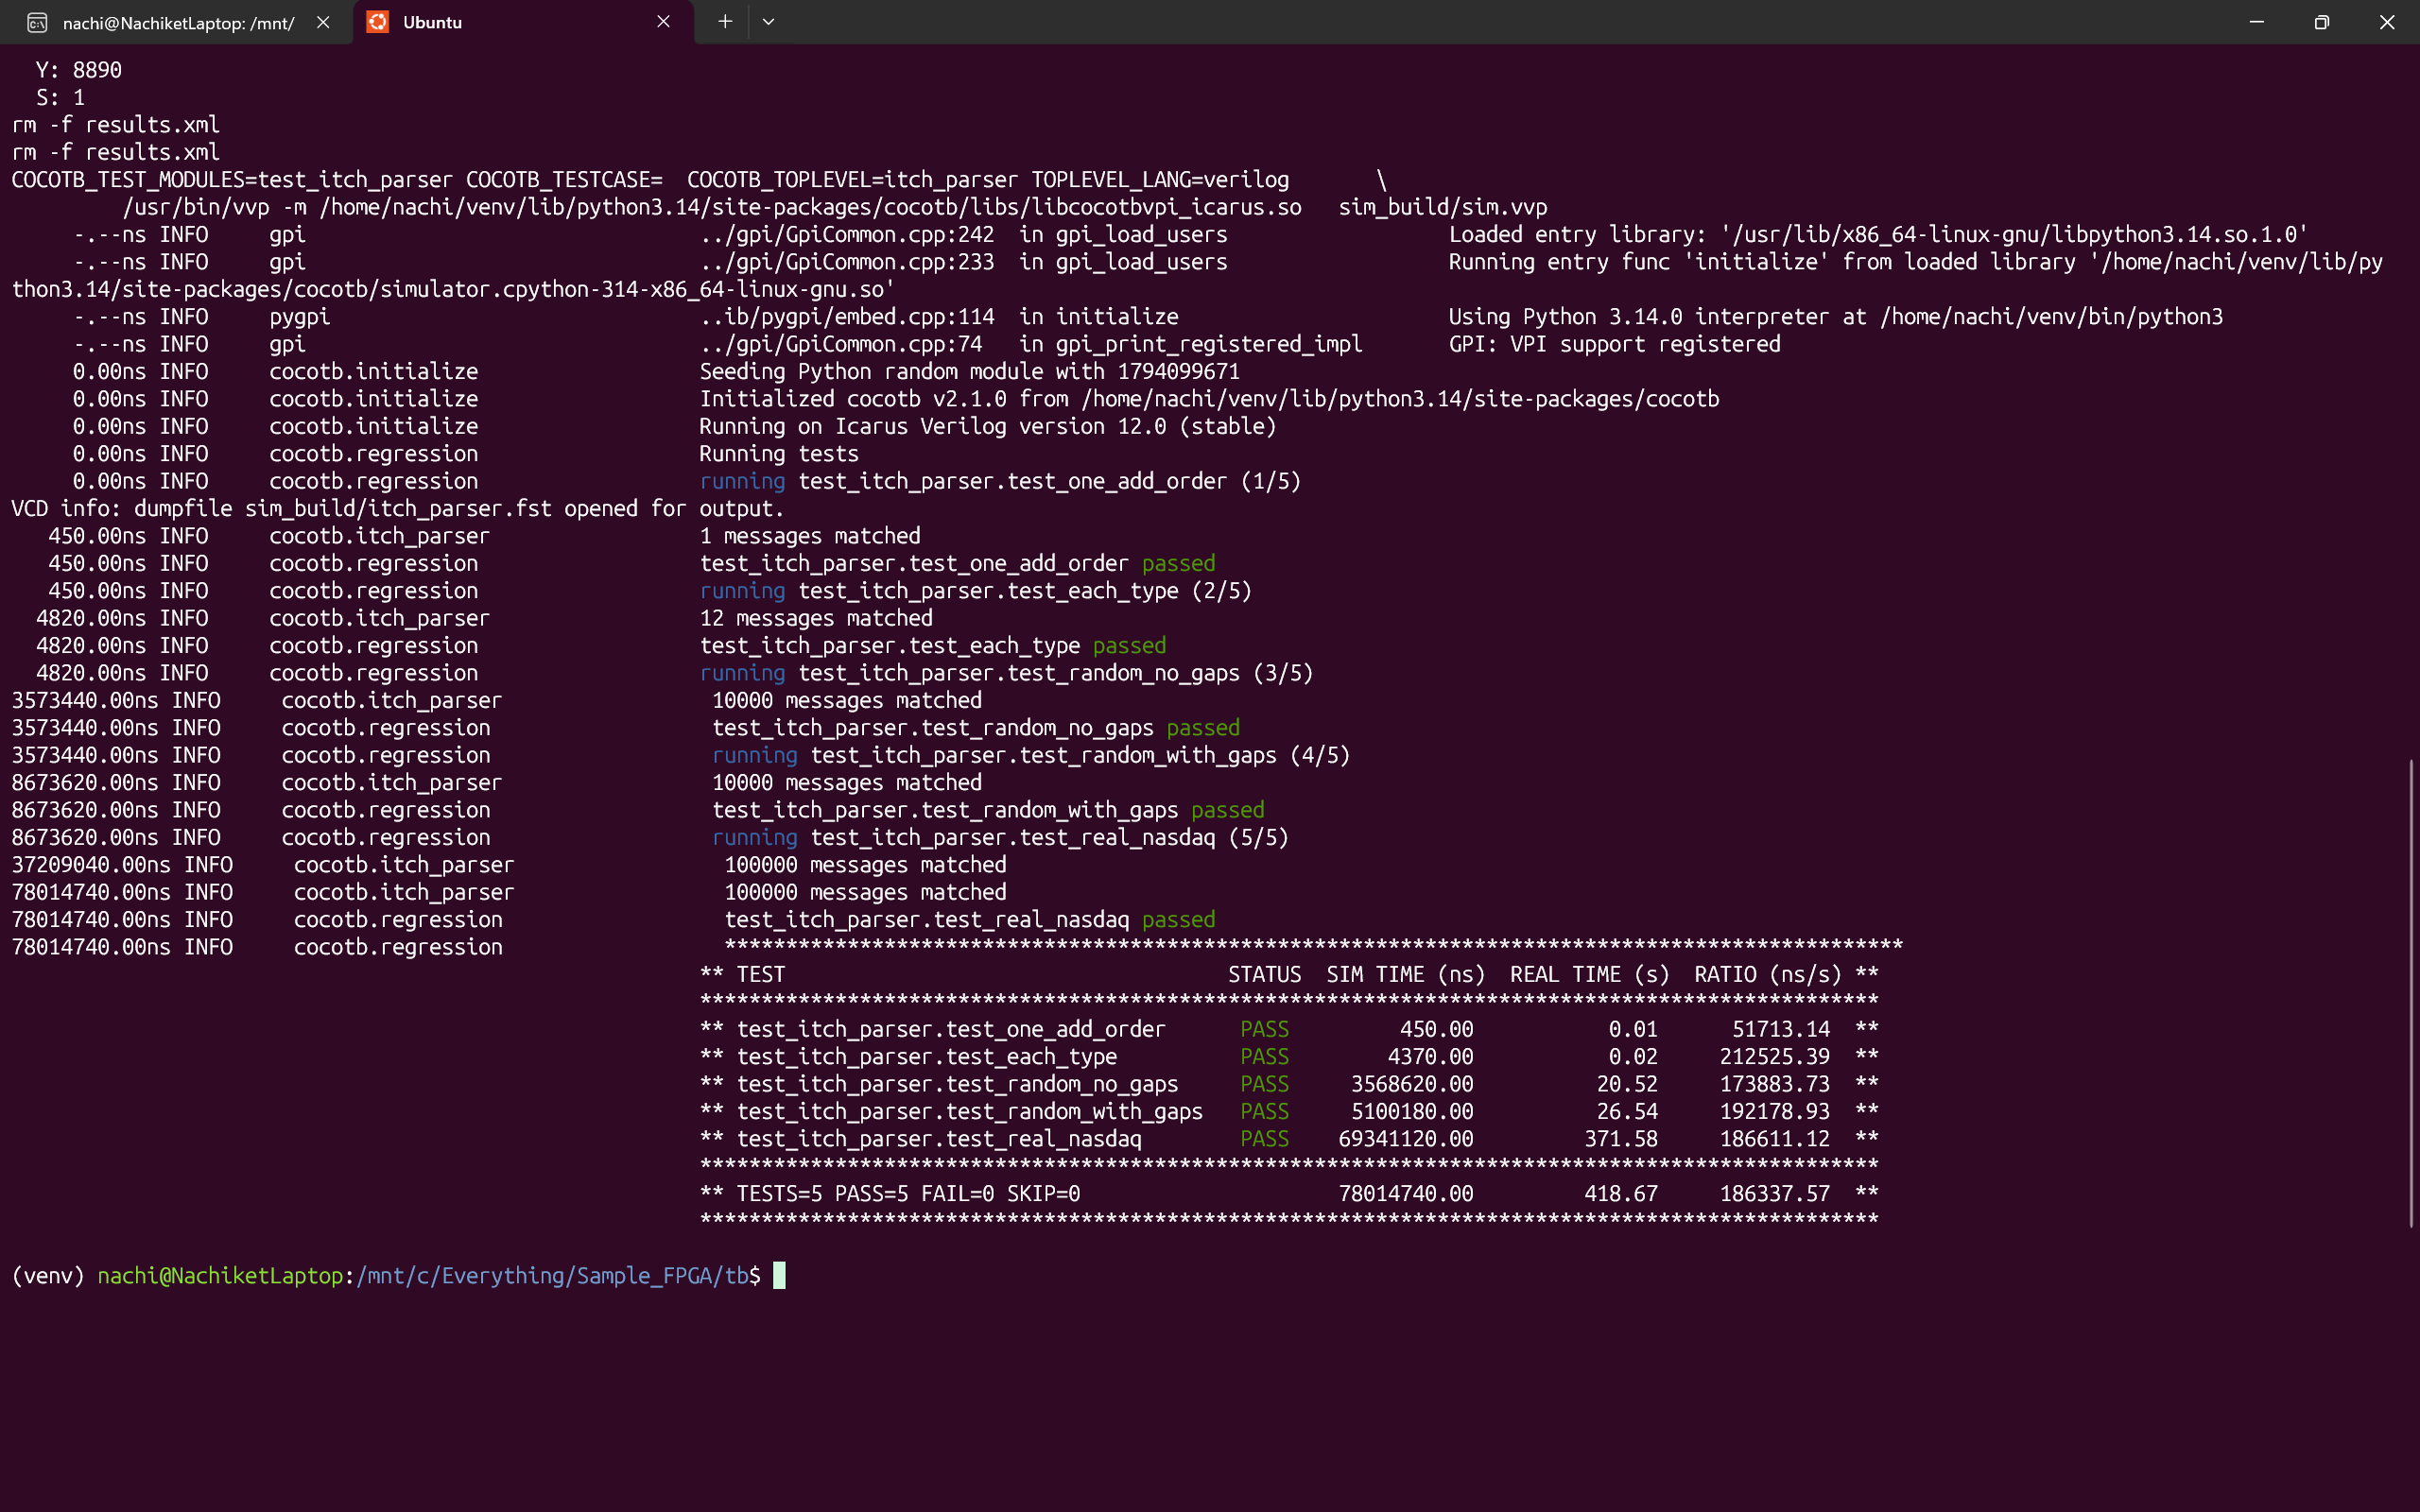 nachi@NachiketLaptop: /mnt/
Ubuntu
Y: 8890
S: 1
rm -f results.xml
rm -f results.xml
COCOTB_TEST_MODULES=test_itch_parser COCOTB_TESTCASE=  COCOTB_TOPLEVEL=itch_parser TOPLEVEL_LANG=verilog       \
/usr/bin/vvp -m /home/nachi/venv/lib/python3.14/site-packages/cocotb/libs/libcocotbvpi_icarus.so   sim_build/sim.vvp
-.--ns INFO     gpi                                ../gpi/GpiCommon.cpp:242  in gpi_load_users                  Loaded entry library: '/usr/lib/x86_64-linux-gnu/libpython3.14.so.1.0'
-.--ns INFO     gpi                                ../gpi/GpiCommon.cpp:233  in gpi_load_users                  Running entry func 'initialize' from loaded library '/home/nachi/venv/lib/py
thon3.14/site-packages/cocotb/simulator.cpython-314-x86_64-linux-gnu.so'
-.--ns INFO     pygpi                              ..ib/pygpi/embed.cpp:114  in initialize                      Using Python 3.14.0 interpreter at /home/nachi/venv/bin/python3
-.--ns INFO     gpi                                ../gpi/GpiCommon.cpp:74   in gpi_print_registered_impl       GPI: VPI support registered
0.00ns INFO     cocotb.initialize                  Seeding Python random module with 1794099671
0.00ns INFO     cocotb.initialize                  Initialized cocotb v2.1.0 from /home/nachi/venv/lib/python3.14/site-packages/cocotb
0.00ns INFO     cocotb.initialize                  Running on Icarus Verilog version 12.0 (stable)
0.00ns INFO     cocotb.regression                  Running tests
0.00ns INFO     cocotb.regression                  running test_itch_parser.test_one_add_order (1/5)
VCD info: dumpfile sim_build/itch_parser.fst opened for output.
450.00ns INFO     cocotb.itch_parser                 1 messages matched
450.00ns INFO     cocotb.regression                  test_itch_parser.test_one_add_order passed
450.00ns INFO     cocotb.regression                  running test_itch_parser.test_each_type (2/5)
4820.00ns INFO     cocotb.itch_parser                 12 messages matched
4820.00ns INFO     cocotb.regression                  test_itch_parser.test_each_type passed
4820.00ns INFO     cocotb.regression                  running test_itch_parser.test_random_no_gaps (3/5)
3573440.00ns INFO     cocotb.itch_parser                 10000 messages matched
3573440.00ns INFO     cocotb.regression                  test_itch_parser.test_random_no_gaps passed
3573440.00ns INFO     cocotb.regression                  running test_itch_parser.test_random_with_gaps (4/5)
8673620.00ns INFO     cocotb.itch_parser                 10000 messages matched
8673620.00ns INFO     cocotb.regression                  test_itch_parser.test_random_with_gaps passed
8673620.00ns INFO     cocotb.regression                  running test_itch_parser.test_real_nasdaq (5/5)
37209040.00ns INFO     cocotb.itch_parser                 100000 messages matched
78014740.00ns INFO     cocotb.itch_parser                 100000 messages matched
78014740.00ns INFO     cocotb.regression                  test_itch_parser.test_real_nasdaq passed
78014740.00ns INFO     cocotb.regression                  ************************************************************************************************
** TEST                                    STATUS  SIM TIME (ns)  REAL TIME (s)  RATIO (ns/s) **
************************************************************************************************
** test_itch_parser.test_one_add_order      PASS         450.00           0.01      51713.14  **
** test_itch_parser.test_each_type          PASS        4370.00           0.02     212525.39  **
** test_itch_parser.test_random_no_gaps     PASS     3568620.00          20.52     173883.73  **
** test_itch_parser.test_random_with_gaps   PASS     5100180.00          26.54     192178.93  **
** test_itch_parser.test_real_nasdaq        PASS    69341120.00         371.58     186611.12  **
************************************************************************************************
** TESTS=5 PASS=5 FAIL=0 SKIP=0                     78014740.00         418.67     186337.57  **
************************************************************************************************
(venv) nachi@NachiketLaptop:/mnt/c/Everything/Sample_FPGA/tb$